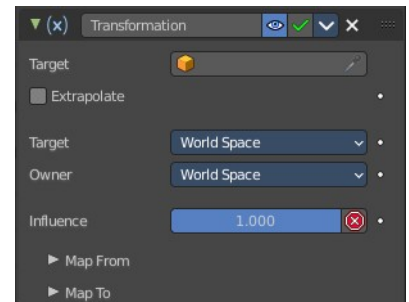 (x) Transformation
Target
Extrapolate
Target World Space
Owner World Space
Influence 1.000
Map From
Map To